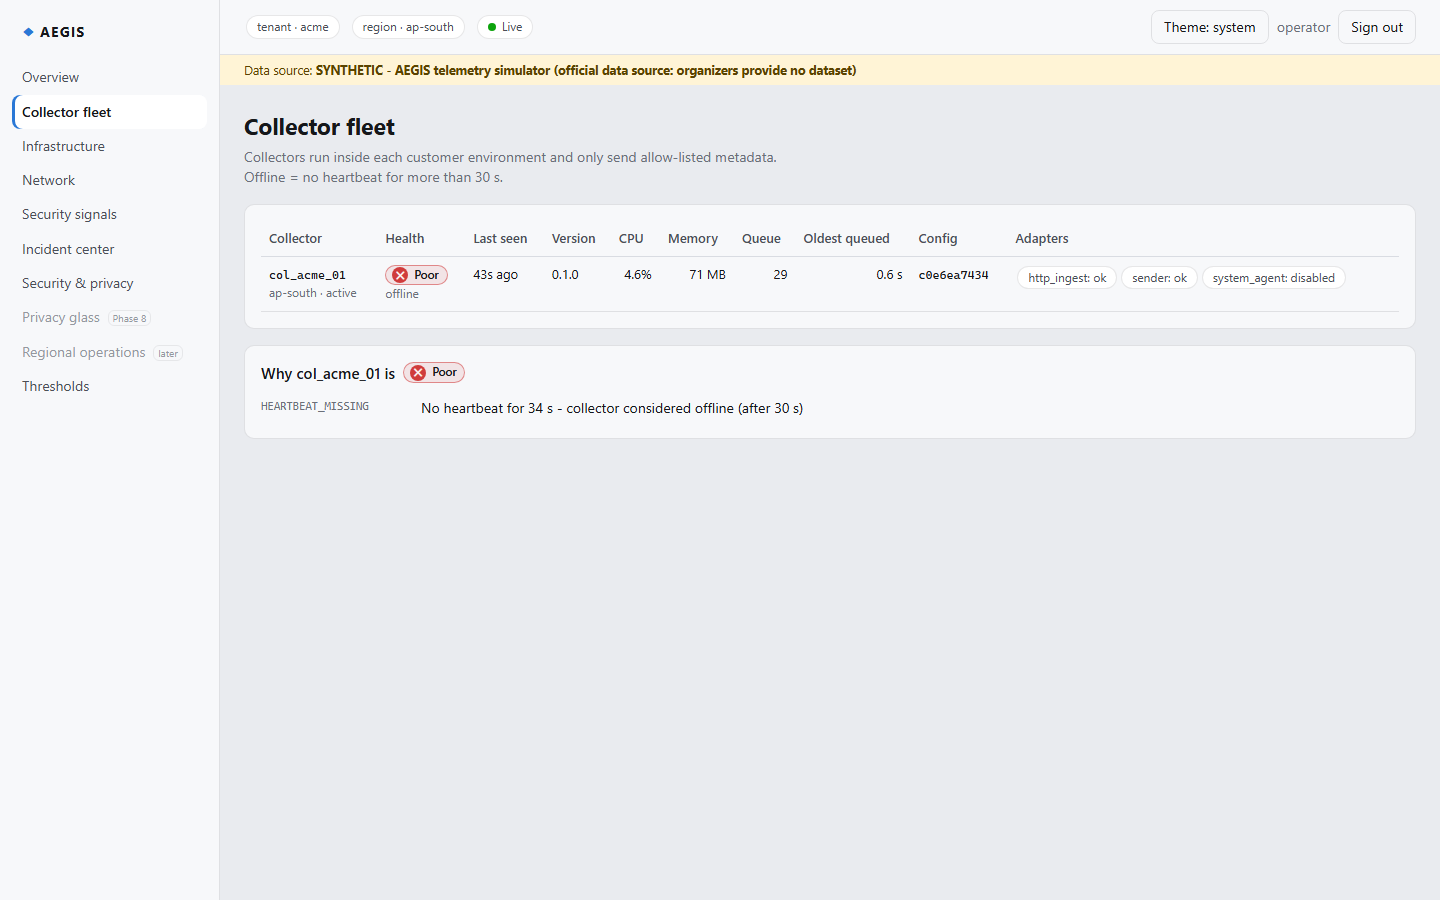 AEGIS
Overview
Collector fleet
Infrastructure
Network
Security signals
Incident center
Security & privacy
Privacy glass Phase 8
Regional operations later
Thresholds
tenant · acme region · ap-south Live Theme: system operator Sign out
Data source: SYNTHETIC - AEGIS telemetry simulator (official data source: organizers provide no dataset)
Collector fleet
Collectors run inside each customer environment and only send allow-listed metadata.
Offline = no heartbeat for more than 30 s.
Collector Health Last seen Version CPU Memory Queue Oldest queued Config Adapters
col_acme_01 Poor 43s ago 0.1.0 4.6% 71 MB 29 0.6 s c0e6ea7434 http_ingest: ok sender: ok system_agent: disabled
ap-south · active offline
Why col_acme_01 is Poor
HEARTBEAT_MISSING No heartbeat for 34 s - collector considered offline (after 30 s)